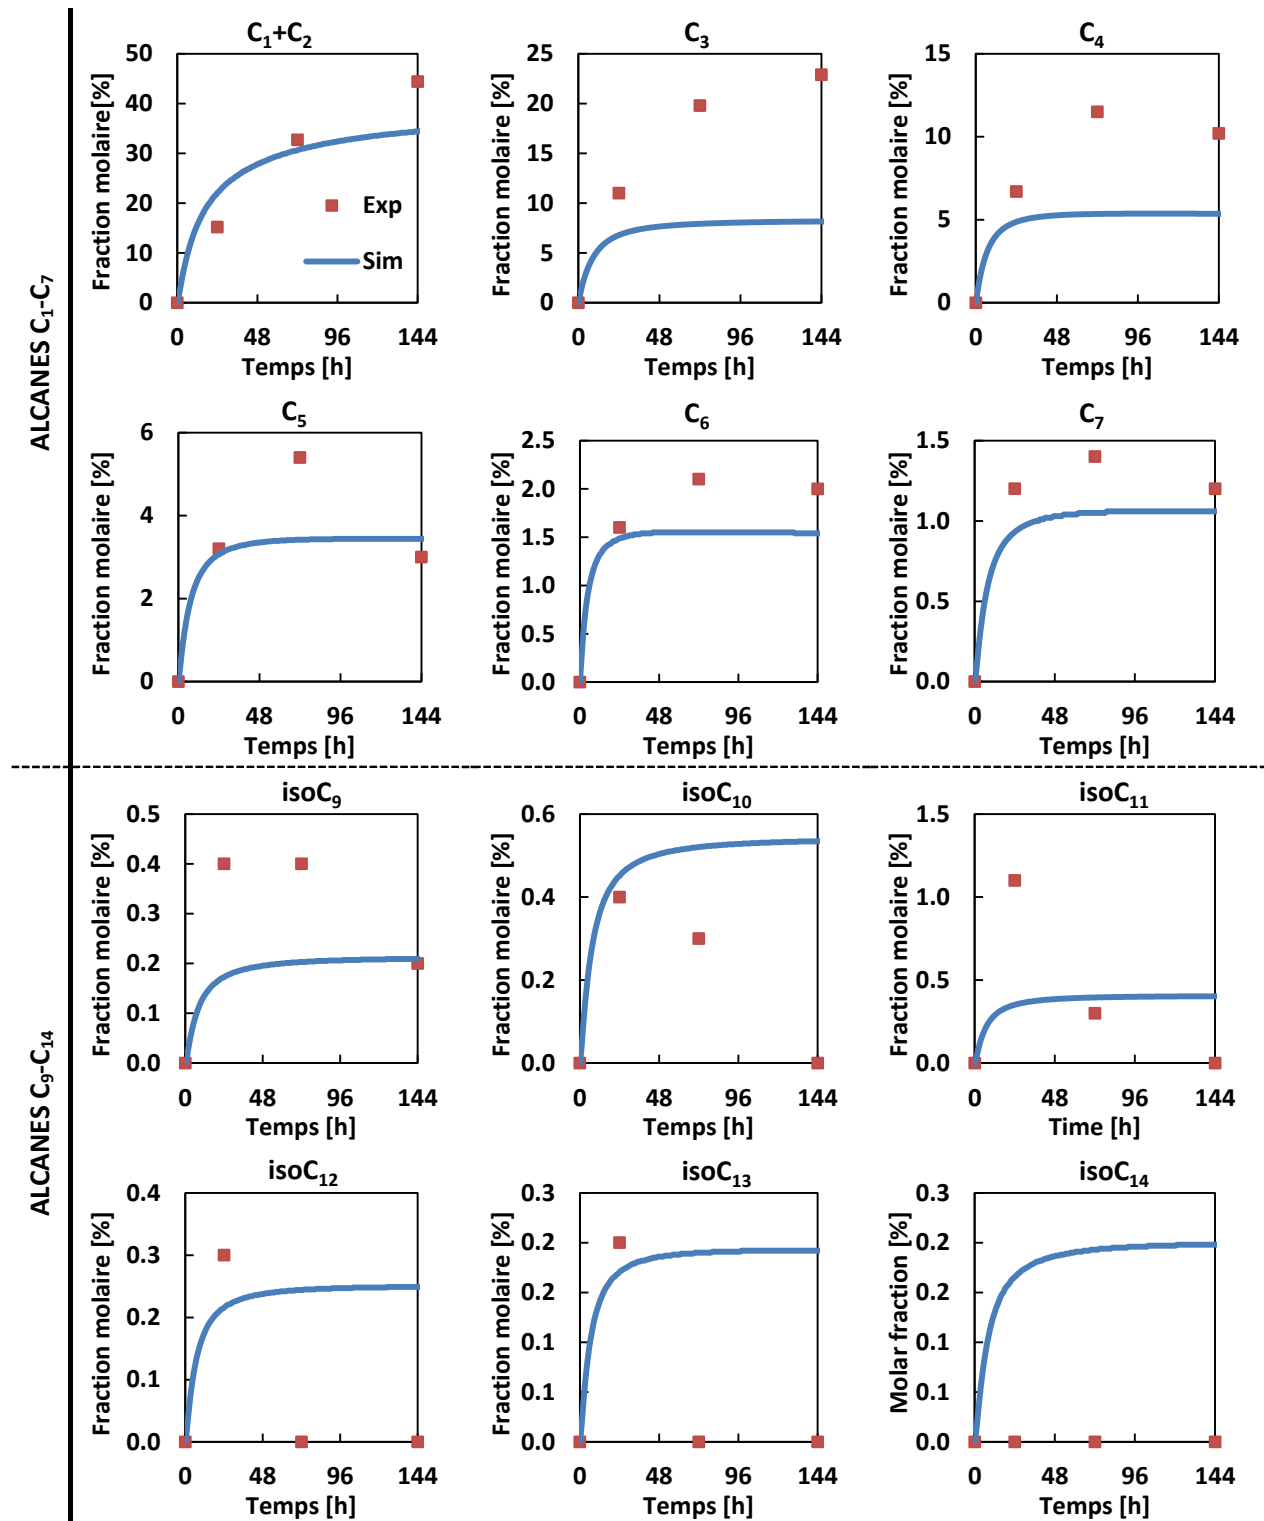 ALCANES C₁-C₇
C₁+C₂
Fraction molaire[%]
50
40
30
20
10
0
Exp
Sim
0 48 96 144
Temps [h]
C₃
Fraction molaire [%]
25
20
15
10
5
0
0 48 96 144
Temps [h]
C₄
Fraction molaire [%]
15
10
5
0
0 48 96 144
Temps [h]
C₅
Fraction molaire [%]
6
4
2
0
0 48 96 144
Temps [h]
C₆
Fraction molaire [%]
2.5
2.0
1.5
1.0
0.5
0.0
0 48 96 144
Temps [h]
C₇
Fraction molaire [%]
1.5
1.0
0.5
0.0
0 48 96 144
Temps [h]
ALCANES C₉-C₁₄
isoC₉
Fraction molaire [%]
0.5
0.4
0.3
0.2
0.1
0.0
0 48 96 144
Temps [h]
isoC₁₀
Fraction molaire [%]
0.6
0.4
0.2
0.0
0 48 96 144
Temps [h]
isoC₁₁
Fraction molaire [%]
1.5
1.0
0.5
0.0
0 48 96 144
Time [h]
isoC₁₂
Fraction molaire [%]
0.4
0.3
0.2
0.1
0.0
0 48 96 144
Temps [h]
isoC₁₃
Fraction molaire [%]
0.3
0.2
0.2
0.1
0.1
0.0
0 48 96 144
Temps [h]
isoC₁₄
Molar fraction [%]
0.3
0.2
0.2
0.1
0.1
0.0
0 48 96 144
Temps [h]